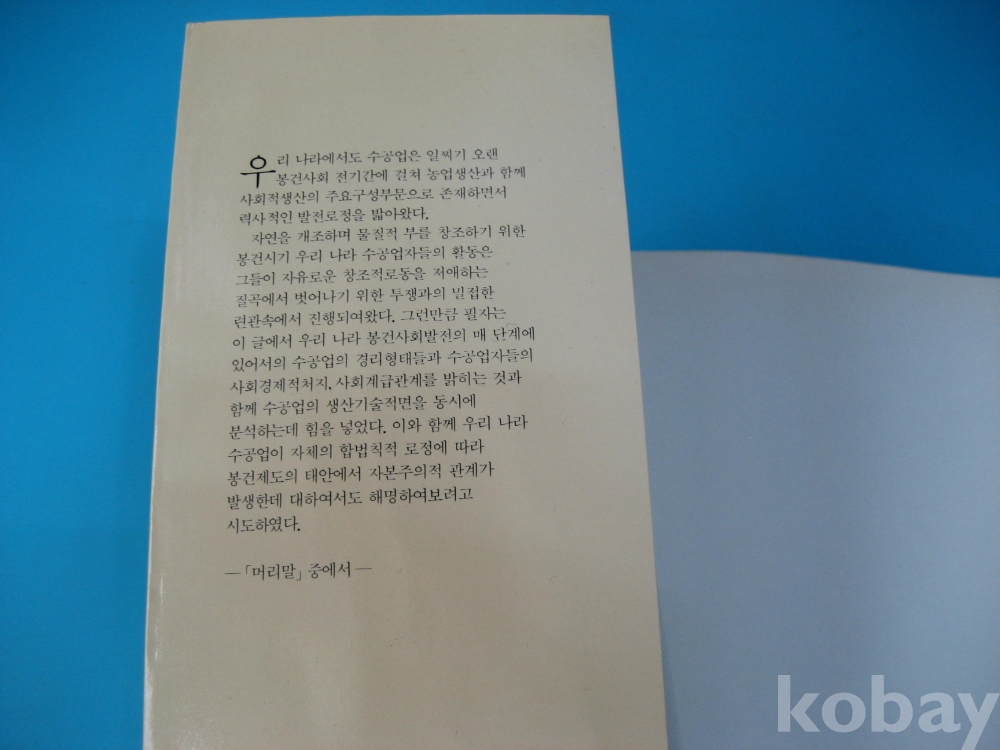 우리 나라에서도 수공업은 일찌기 오랜
봉건사회 전기간에 걸쳐 농업생산과 함께
사회적생산의 주요구성부문으로 존재하면서
력사적인 발전로정을 밟아왔다.
자연을 개조하며 물질적 부를 창조하기 위한
봉건시기 우리 나라 수공업자들의 활동은
그들이 자유로운 창조적로동을 저애하는
질곡에서 벗어나기 위한 투쟁과의 밀접한
련관속에서 진행되여왔다. 그런만큼 필자는
이 글에서 우리 나라 봉건사회발전의 매 단계에
있어서의 수공업의 경리형태들과 수공업자들의
사회경제적처지, 사회계급관계를 밝히는 것과
함께 수공업의 생산기술적면을 동시에
분석하는데 힘을 넣었다. 이와 함께 우리 나라
수공업이 자체의 합법칙적 로정에 따라
봉건제도의 태안에서 자본주의적 관계가
발생한데 대하여서도 해명하여보려고
시도하였다.
―「머리말」 중에서―
kobay